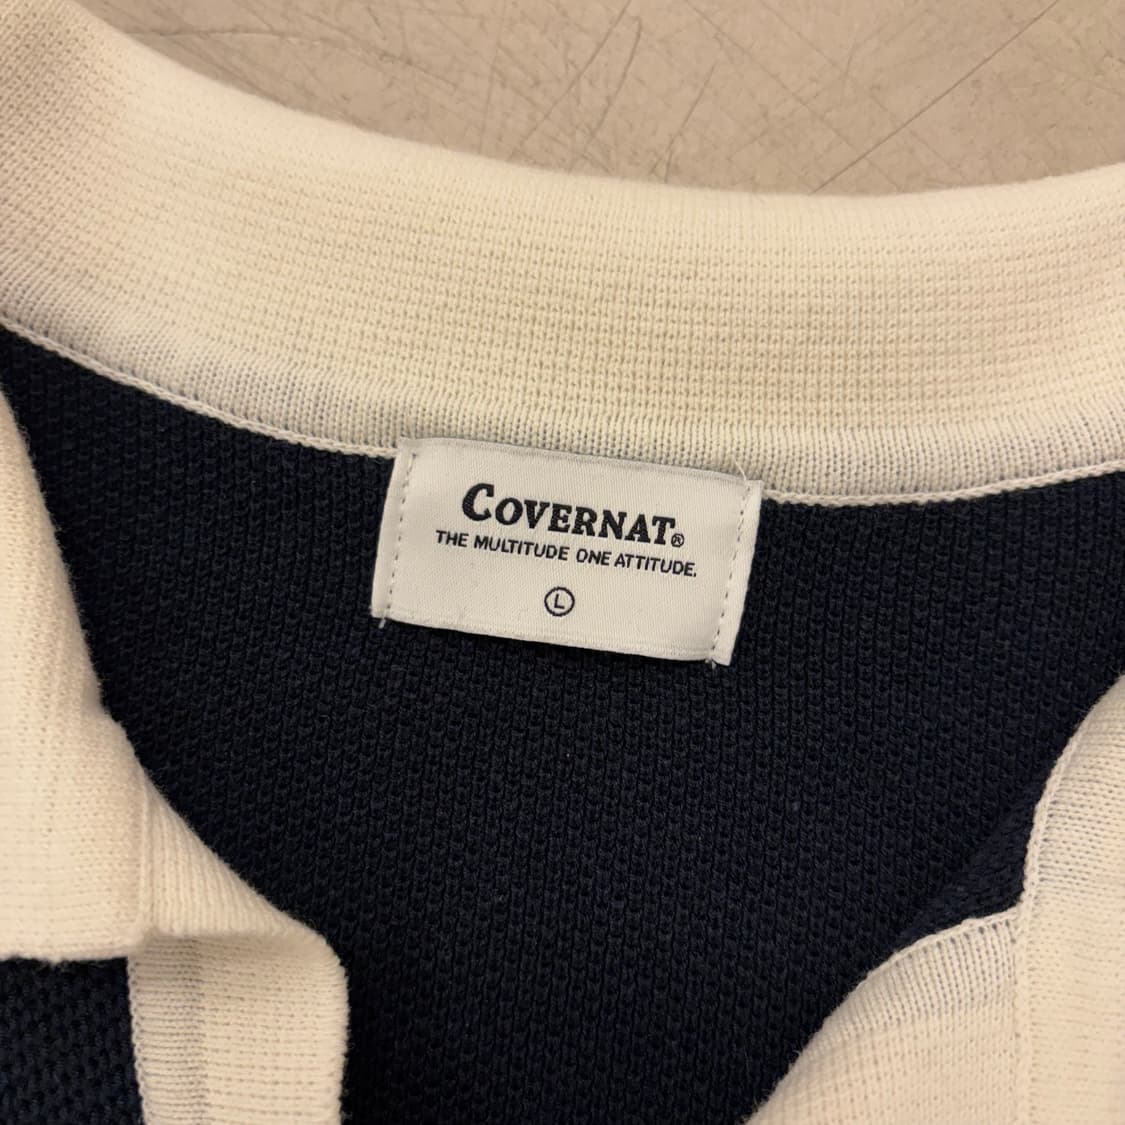 COVERNAT®
THE MULTITUDE ONE ATTITUDE.
L